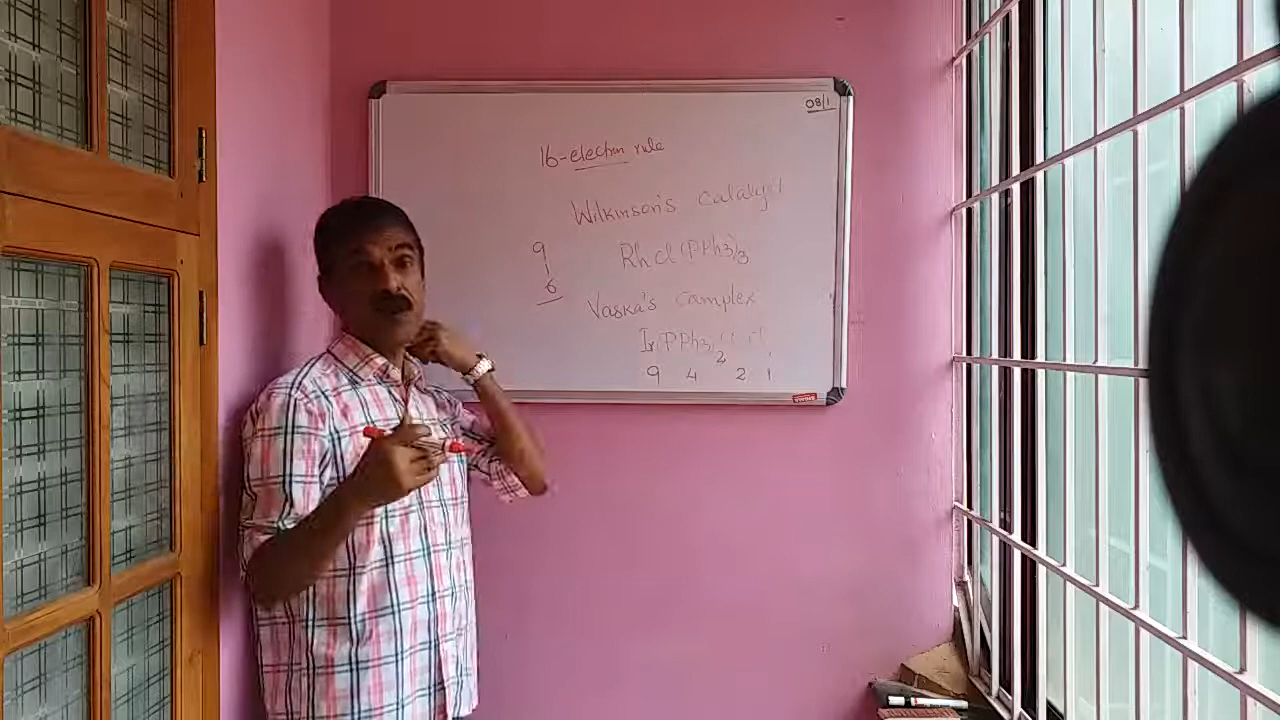 08/1
16-electron rule
Wilkinson's Catalyst
9
RhCl(PPh3)3
6
Vaska's Complex
Ir(PPh3)2
9 4 2 1